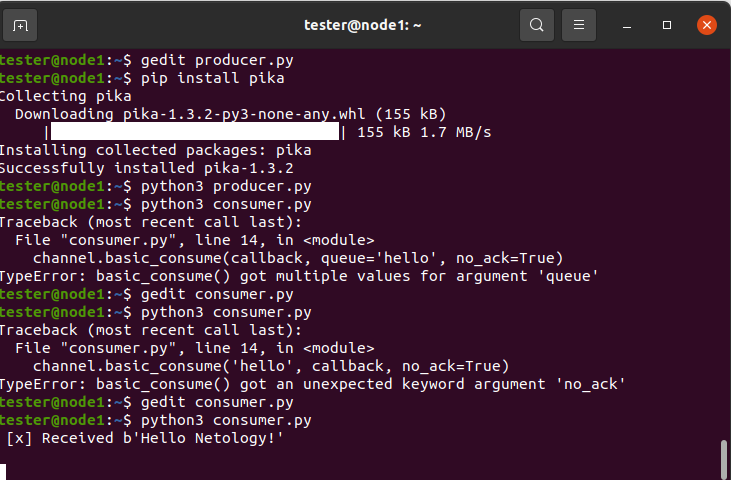 tester@node1: ~
tester@node1:~$ gedit producer.py
tester@node1:~$ pip install pika
Collecting pika
  Downloading pika-1.3.2-py3-none-any.whl (155 kB)
     |████████████████████████████████| 155 kB 1.7 MB/s
Installing collected packages: pika
Successfully installed pika-1.3.2
tester@node1:~$ python3 producer.py
tester@node1:~$ python3 consumer.py
Traceback (most recent call last):
  File "consumer.py", line 14, in <module>
    channel.basic_consume(callback, queue='hello', no_ack=True)
TypeError: basic_consume() got multiple values for argument 'queue'
tester@node1:~$ gedit consumer.py
tester@node1:~$ python3 consumer.py
Traceback (most recent call last):
  File "consumer.py", line 14, in <module>
    channel.basic_consume('hello', callback, no_ack=True)
TypeError: basic_consume() got an unexpected keyword argument 'no_ack'
tester@node1:~$ gedit consumer.py
tester@node1:~$ python3 consumer.py
 [x] Received b'Hello Netology!'